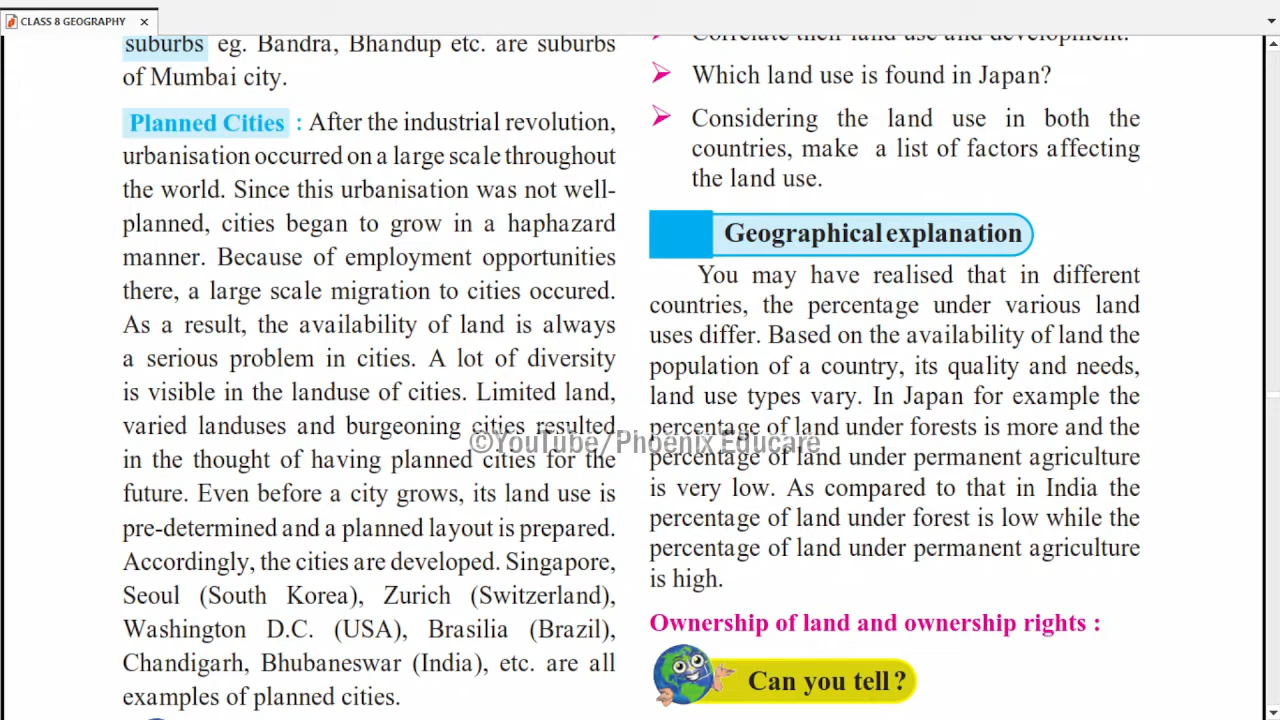 CLASS 8 GEOGRAPHY
suburbs eg. Bandra, Bhandup etc. are suburbs
of Mumbai city.
Planned Cities : After the industrial revolution,
urbanisation occurred on a large scale throughout
the world. Since this urbanisation was not well-
planned, cities began to grow in a haphazard
manner. Because of employment opportunities
there, a large scale migration to cities occured.
As a result, the availability of land is always
a serious problem in cities. A lot of diversity
is visible in the landuse of cities. Limited land,
varied landuses and burgeoning cities resulted
in the thought of having planned cities for the
future. Even before a city grows, its land use is
pre-determined and a planned layout is prepared.
Accordingly, the cities are developed. Singapore,
Seoul (South Korea), Zurich (Switzerland),
Washington D.C. (USA), Brasilia (Brazil),
Chandigarh, Bhubaneswar (India), etc. are all
examples of planned cities.
Correlate their land use and development.
Which land use is found in Japan?
Considering the land use in both the
countries, make a list of factors affecting
the land use.
Geographical explanation
You may have realised that in different
countries, the percentage under various land
uses differ. Based on the availability of land the
population of a country, its quality and needs,
land use types vary. In Japan for example the
percentage of land under forests is more and the
percentage of land under permanent agriculture
is very low. As compared to that in India the
percentage of land under forest is low while the
percentage of land under permanent agriculture
is high.
Ownership of land and ownership rights :
Can you tell ?
©YouTube/Phoenix Educare